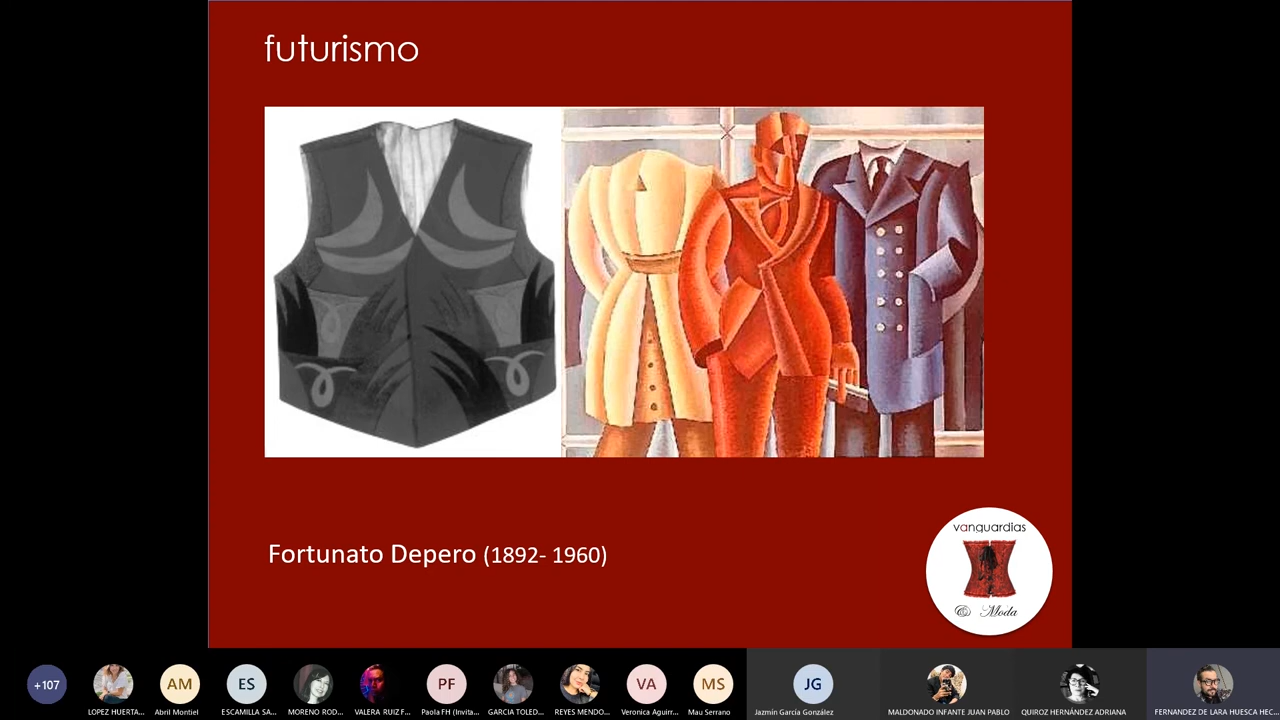 futurismo
Fortunato Depero (1892- 1960)
vanguardias
& Moda
+107
AM
ES
PF
VA
MS
JG
LOPEZ HUERTA...
Abril Montiel
ESCAMILLA SA...
MORENO ROD...
VALERA RUIZ F...
Paola FH (Invita...
GARCIA TOLED...
REYES MENDO...
Veronica Aguirr...
Mau Serrano
Jazmín García González
MALDONADO INFANTE JUAN PABLO
QUIROZ HERNÁNDEZ ADRIANA
FERNANDEZ DE LARA HUESCA HEC...